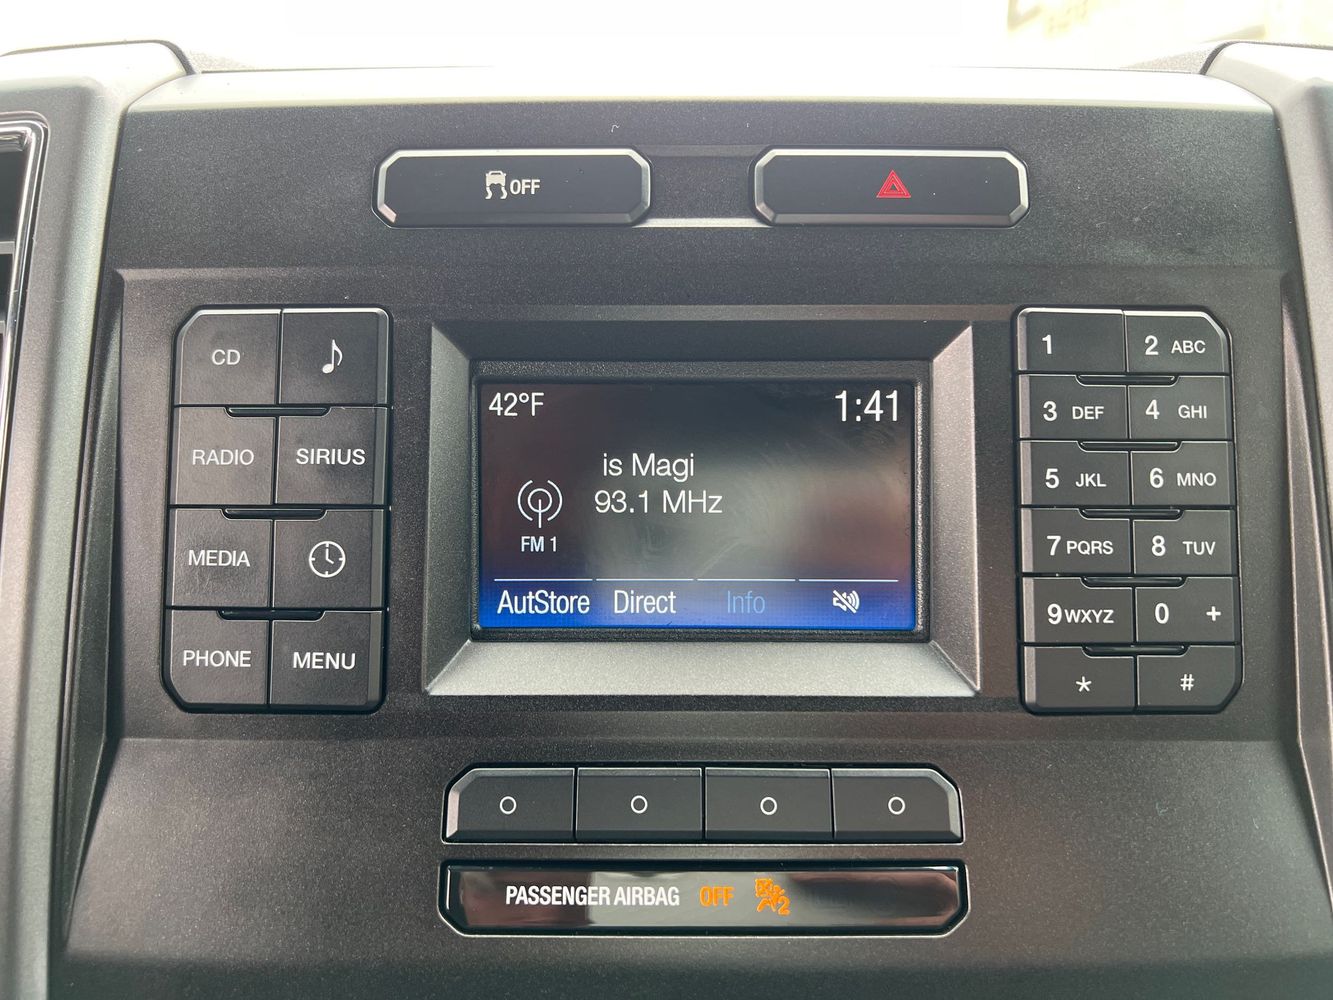 OFF
CD
RADIO SIRIUS
MEDIA
PHONE MENU
42°F 1:41
is Magi
93.1 MHz
FM 1
AutStore Direct Info
1 2 ABC
3 DEF 4 GHI
5 JKL 6 MNO
7 PQRS 8 TUV
9 WXYZ 0 +
* #
PASSENGER AIRBAG OFF 2